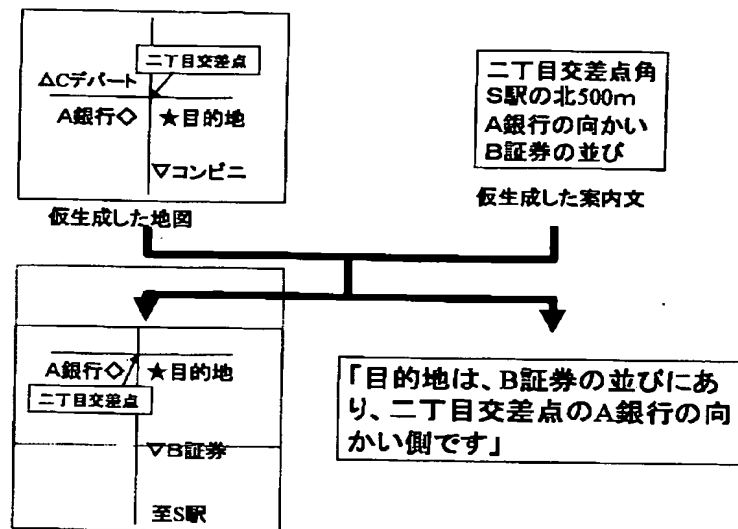 二丁目交差点
△Cデパート
A銀行◇
★目的地
▽コンビニ
仮生成した地図
二丁目交差点角
S駅の北500m
A銀行の向かい
B証券の並び
仮生成した案内文
A銀行◇
★目的地
二丁目交差点
▽B証券
至S駅
「目的地は、B証券の並びにあ
り、二丁目交差点のA銀行の向
かい側です」